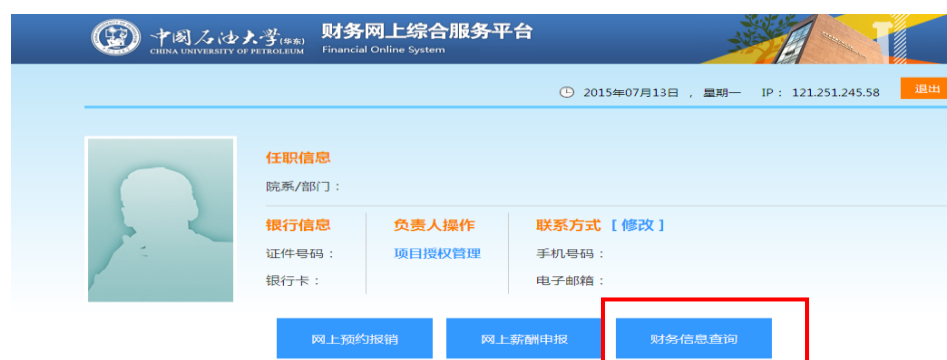 中国石油大学(华东) 财务网上综合服务平台
CHINA UNIVERSITY OF PETROLEUM Financial Online System
2015年07月13日 ，星期一 IP： 121.251.245.58 退出
任职信息
院系/部门：
银行信息 负责人操作 联系方式 [ 修改 ]
证件号码： 项目授权管理 手机号码：
银行卡： 电子邮箱：
网上预约报销 网上薪酬申报 财务信息查询